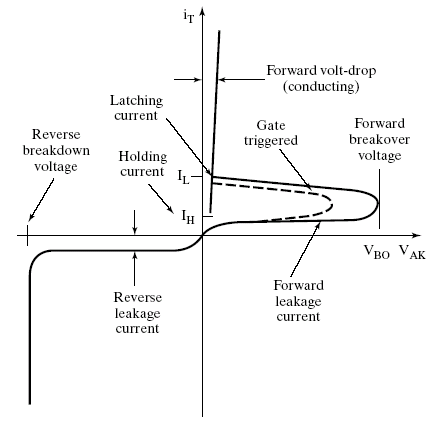 iT
Forward volt-drop
(conducting)
Latching
current
Gate
triggered
Forward
breakover
voltage
Reverse
breakdown
voltage
Holding
current
IL
IH
VBO VAK
Reverse
leakage
current
Forward
leakage
current